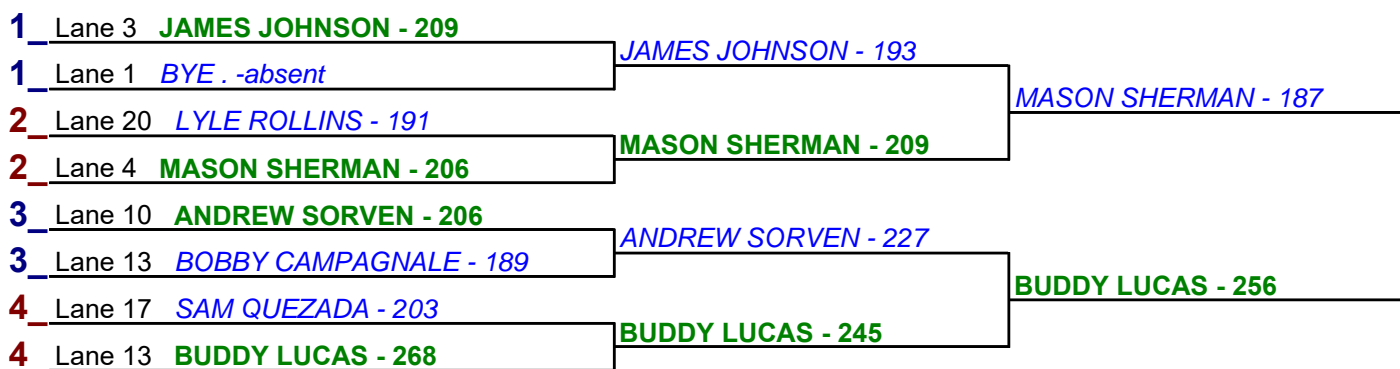 1_ Lane 3 JAMES JOHNSON - 209
JAMES JOHNSON - 193
1_ Lane 1 BYE . -absent
MASON SHERMAN - 187
2_ Lane 20 LYLE ROLLINS - 191
MASON SHERMAN - 209
2_ Lane 4 MASON SHERMAN - 206
3_ Lane 10 ANDREW SORVEN - 206
ANDREW SORVEN - 227
3_ Lane 13 BOBBY CAMPAGNALE - 189
BUDDY LUCAS - 256
4_ Lane 17 SAM QUEZADA - 203
BUDDY LUCAS - 245
4 Lane 13 BUDDY LUCAS - 268